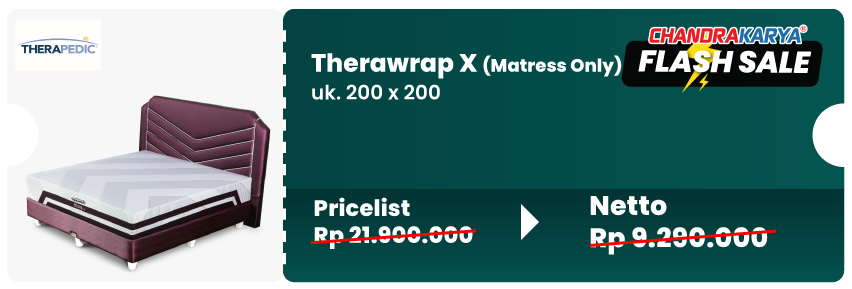 THERAPEDIC
CHANDRAKARYA®
FLASH SALE
Therawrap X (Matress Only)
uk. 200 x 200
Pricelist
Rp 21.900.000
Netto
Rp 9.290.000